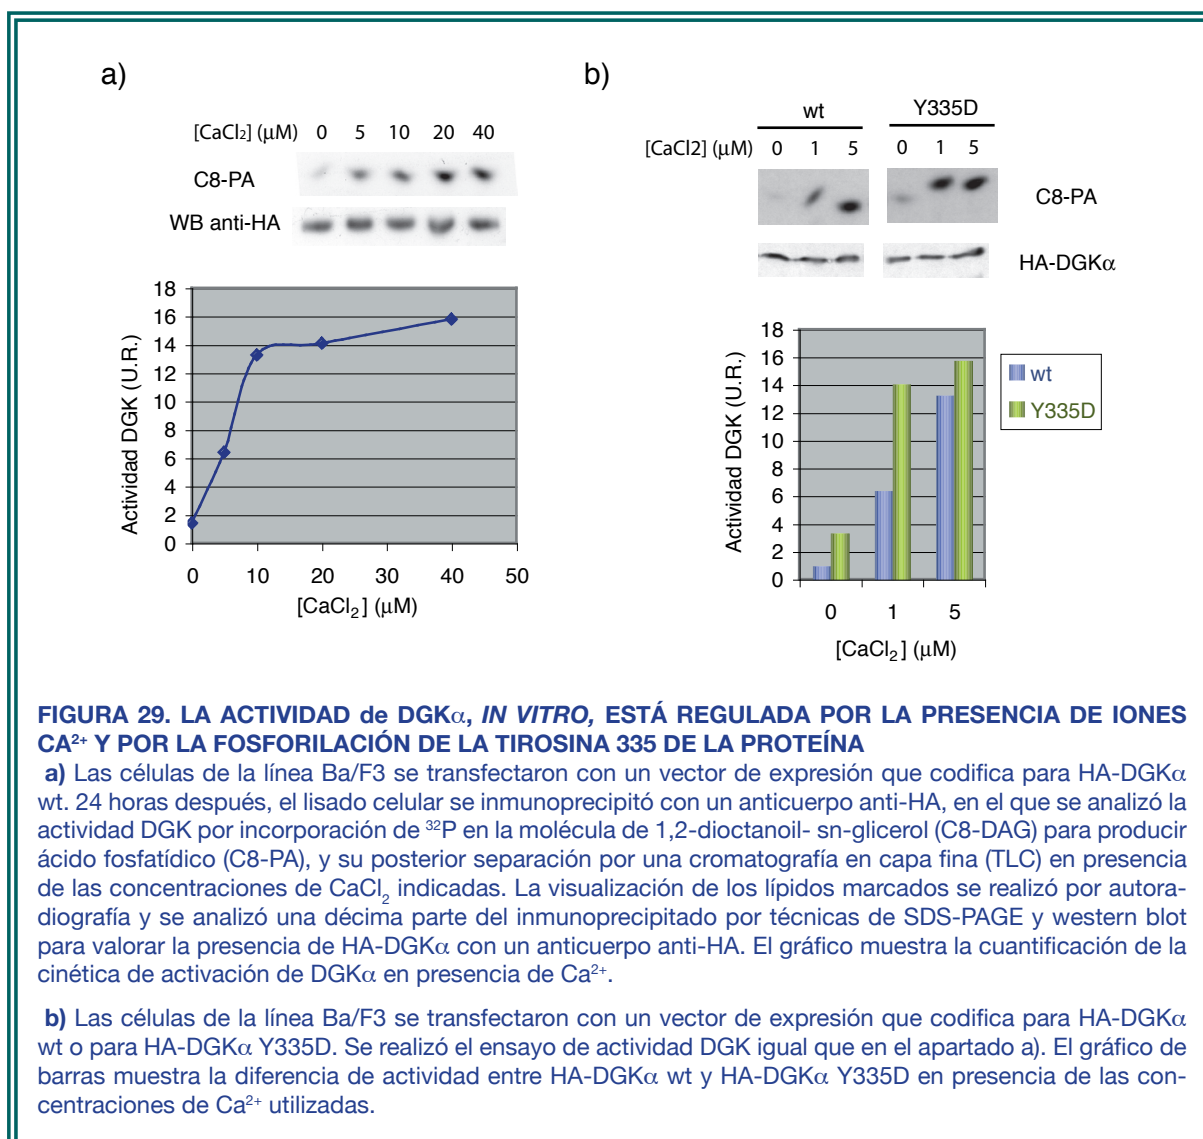 a)
[CaCl₂] (µM) 0 5 10 20 40
C8-PA
WB anti-HA
Actividad DGK (U.R.)
18
16
14
12
10
8
6
4
2
0
0 10 20 30 40 50
[CaCl₂] (µM)
b)
wt Y335D
[CaCl2] (µM) 0 1 5 0 1 5
C8-PA
HA-DGKα
Actividad DGK (U.R.)
18
16
14
12
10
8
6
4
2
0
0 1 5
[CaCl₂] (µM)
wt
Y335D
FIGURA 29. LA ACTIVIDAD de DGKα, IN VITRO, ESTÁ REGULADA POR LA PRESENCIA DE IONES
CA²⁺ Y POR LA FOSFORILACIÓN DE LA TIROSINA 335 DE LA PROTEÍNA
a) Las células de la línea Ba/F3 se transfectaron con un vector de expresión que codifica para HA-DGKα
wt. 24 horas después, el lisado celular se inmunoprecipitó con un anticuerpo anti-HA, en el que se analizó la
actividad DGK por incorporación de ³²P en la molécula de 1,2-dioctanoil- sn-glicerol (C8-DAG) para producir
ácido fosfatídico (C8-PA), y su posterior separación por una cromatografía en capa fina (TLC) en presencia
de las concentraciones de CaCl₂ indicadas. La visualización de los lípidos marcados se realizó por autora-
diografía y se analizó una décima parte del inmunoprecipitado por técnicas de SDS-PAGE y western blot
para valorar la presencia de HA-DGKα con un anticuerpo anti-HA. El gráfico muestra la cuantificación de la
cinética de activación de DGKα en presencia de Ca²⁺.
b) Las células de la línea Ba/F3 se transfectaron con un vector de expresión que codifica para HA-DGKα
wt o para HA-DGKα Y335D. Se realizó el ensayo de actividad DGK igual que en el apartado a). El gráfico de
barras muestra la diferencia de actividad entre HA-DGKα wt y HA-DGKα Y335D en presencia de las con-
centraciones de Ca²⁺ utilizadas.